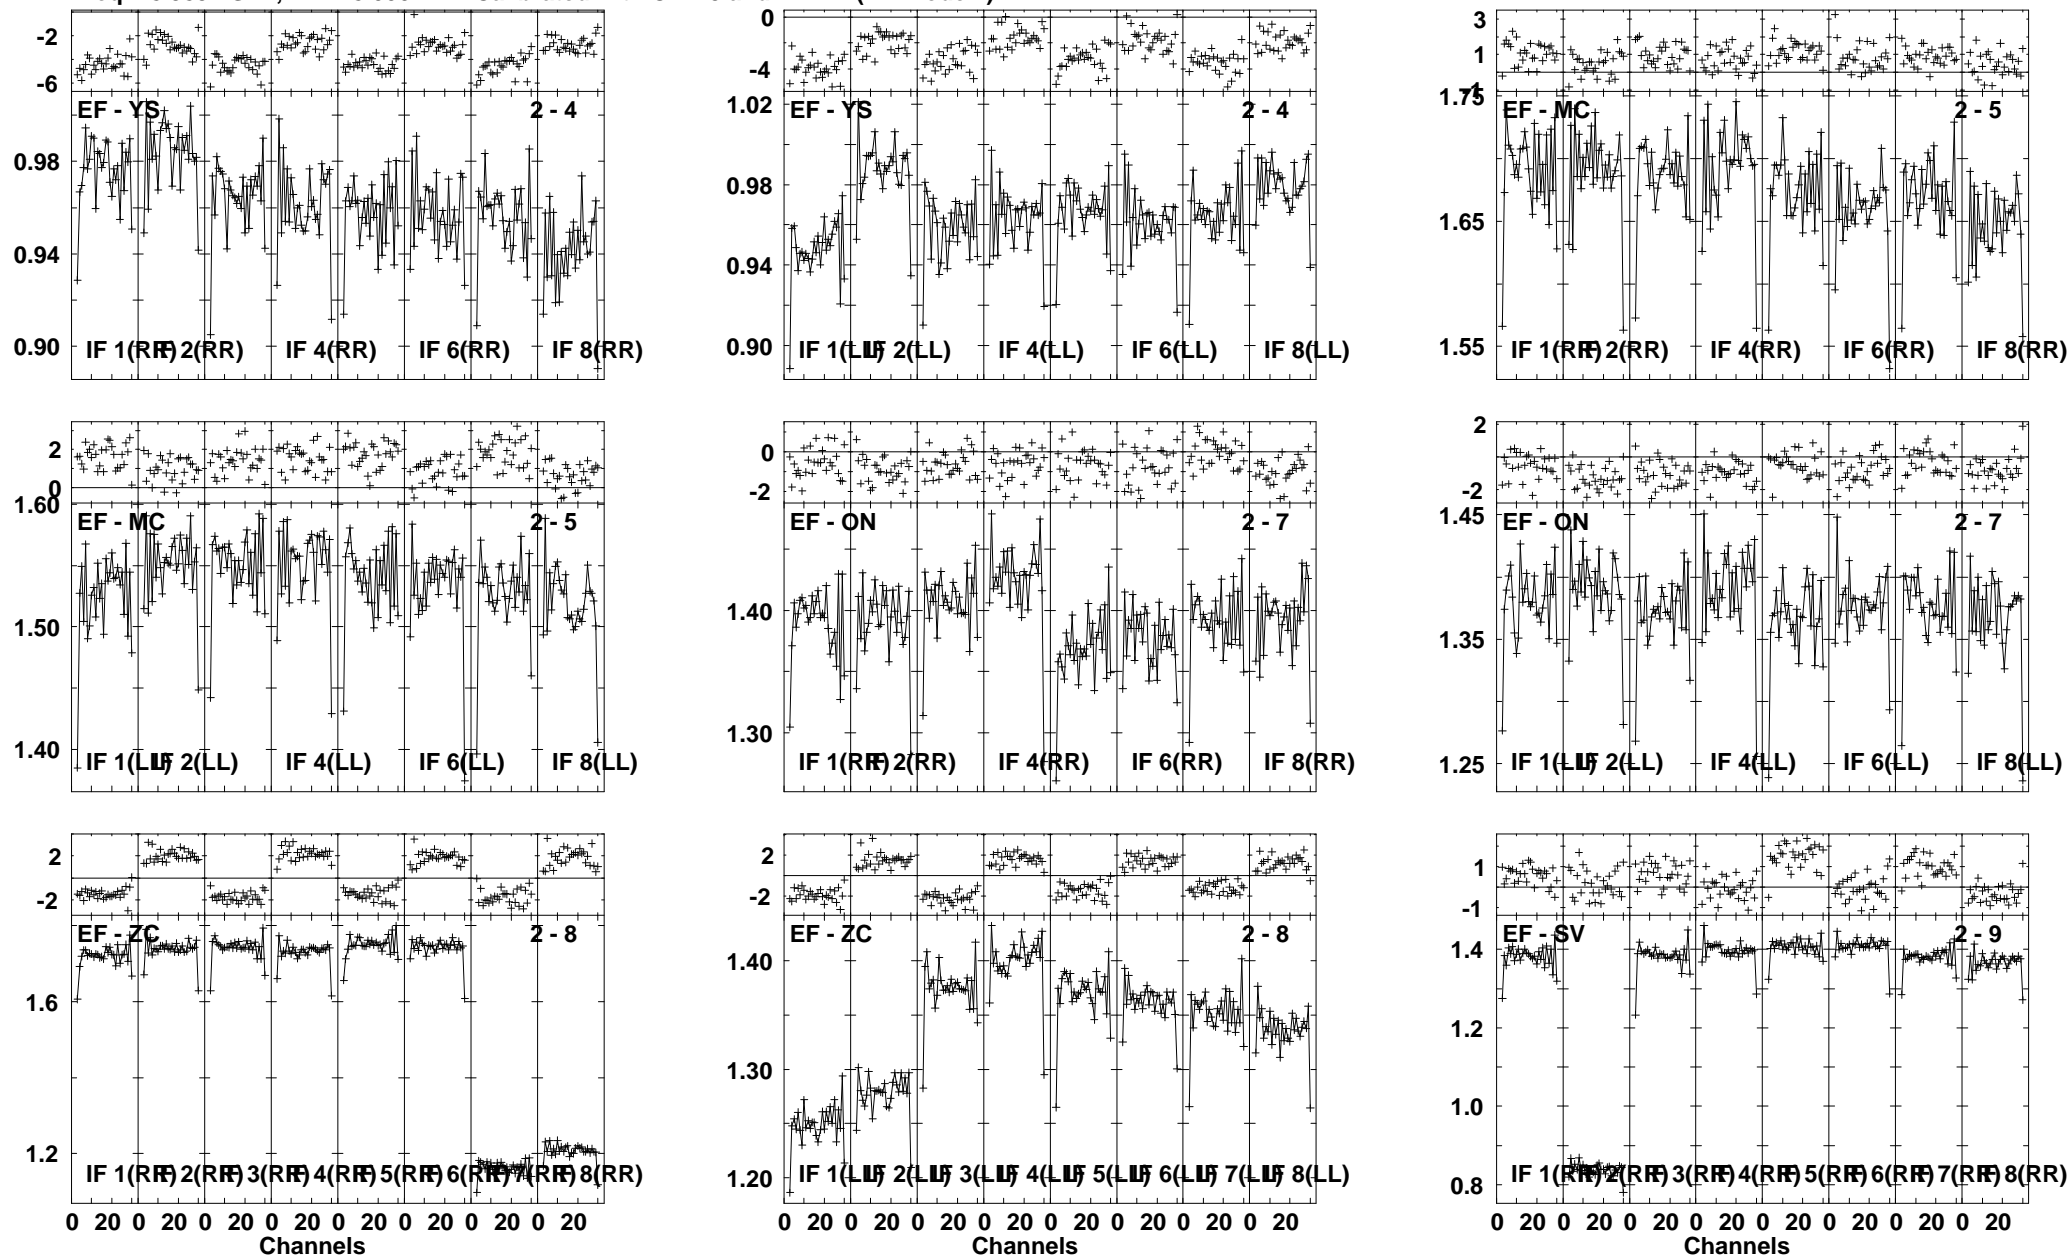 -2
-6
EF - YS 2 - 4
0.98
0.94
0.90
IF 1(RR) IF 2(RR) IF 4(RR) IF 6(RR) IF 8(RR)
0
-4
1.02
EF - YS 2 - 4
0.98
0.94
0.90
IF 1(LL) IF 2(LL) IF 4(LL) IF 6(LL) IF 8(LL)
3
1
-1
1.75
EF - MC 2 - 5
1.65
1.55
IF 1(RR) IF 2(RR) IF 4(RR) IF 6(RR) IF 8(RR)
2
0
1.60
EF - MC 2 - 5
1.50
1.40
IF 1(LL) IF 2(LL) IF 4(LL) IF 6(LL) IF 8(LL)
0
-2
EF - ON 2 - 7
1.40
1.30
IF 1(RR) IF 2(RR) IF 4(RR) IF 6(RR) IF 8(RR)
2
-2
1.45
EF - ON 2 - 7
1.35
1.25
IF 1(LL) IF 2(LL) IF 4(LL) IF 6(LL) IF 8(LL)
2
-2
EF - ZC 2 - 8
1.6
1.2
IF 1(RR) IF 2(RR) IF 3(RR) IF 4(RR) IF 5(RR) IF 6(RR) IF 7(RR) IF 8(RR)
0 20 0 20 0 20 0 20 0 20 0 20 0 20 0 20
Channels
2
-2
EF - ZC 2 - 8
1.40
1.30
1.20
IF 1(LL) IF 2(LL) IF 3(LL) IF 4(LL) IF 5(LL) IF 6(LL) IF 7(LL) IF 8(LL)
0 20 0 20 0 20 0 20 0 20 0 20 0 20 0 20
Channels
1
-1
EF - SV 2 - 9
1.4
1.2
1.0
0.8
IF 1(RR) IF 2(RR) IF 3(RR) IF 4(RR) IF 5(RR) IF 6(RR) IF 7(RR) IF 8(RR)
0 20 0 20 0 20 0 20 0 20 0 20 0 20 0 20
Channels